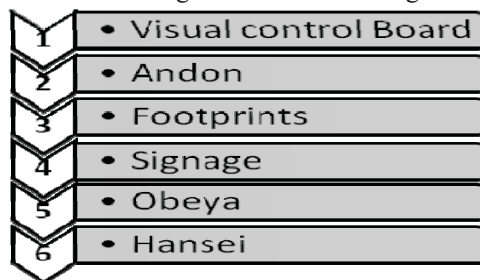 1 • Visual control Board
2 • Andon
3 • Footprints
4 • Signage
5 • Obeya
6 • Hansei